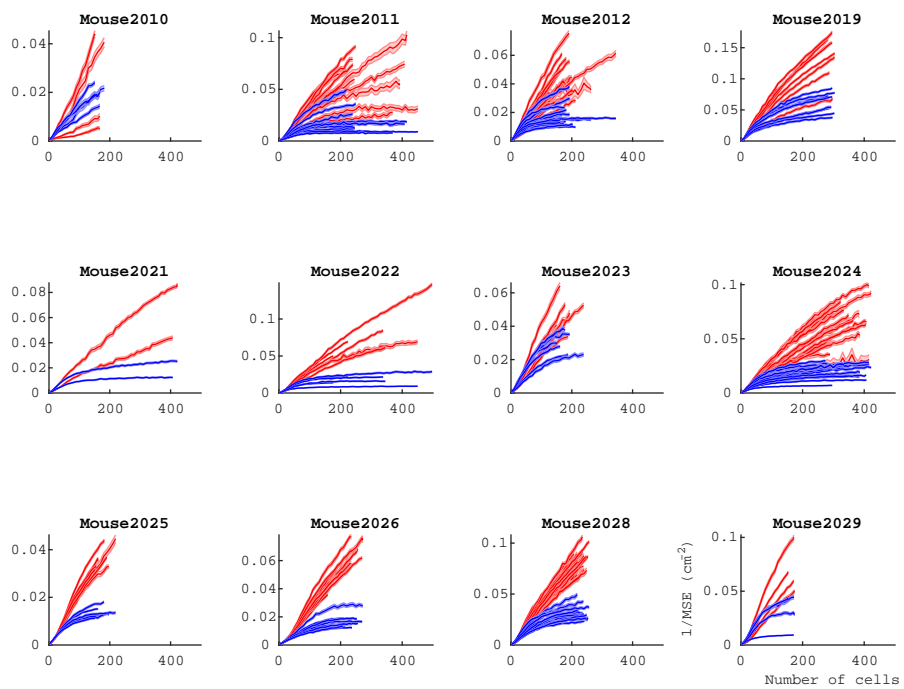 Mouse2010 Mouse2011 Mouse2012 Mouse2019
0.04 0.02 0 0 200 400
0.1 0.05 0 0 200 400
0.06 0.04 0.02 0 0 200 400
0.15 0.1 0.05 0 0 200 400
Mouse2021 Mouse2022 Mouse2023 Mouse2024
0.08 0.06 0.04 0.02 0 0 200 400
0.1 0.05 0 0 200 400
0.06 0.04 0.02 0 0 200 400
0.1 0.05 0 0 200 400
Mouse2025 Mouse2026 Mouse2028 Mouse2029
0.04 0.02 0 0 200 400
0.06 0.04 0.02 0 0 200 400
0.1 0.05 0 0 200 400
1/MSE (cm⁻²)
0.1 0.05 0 0 200 400
Number of cells